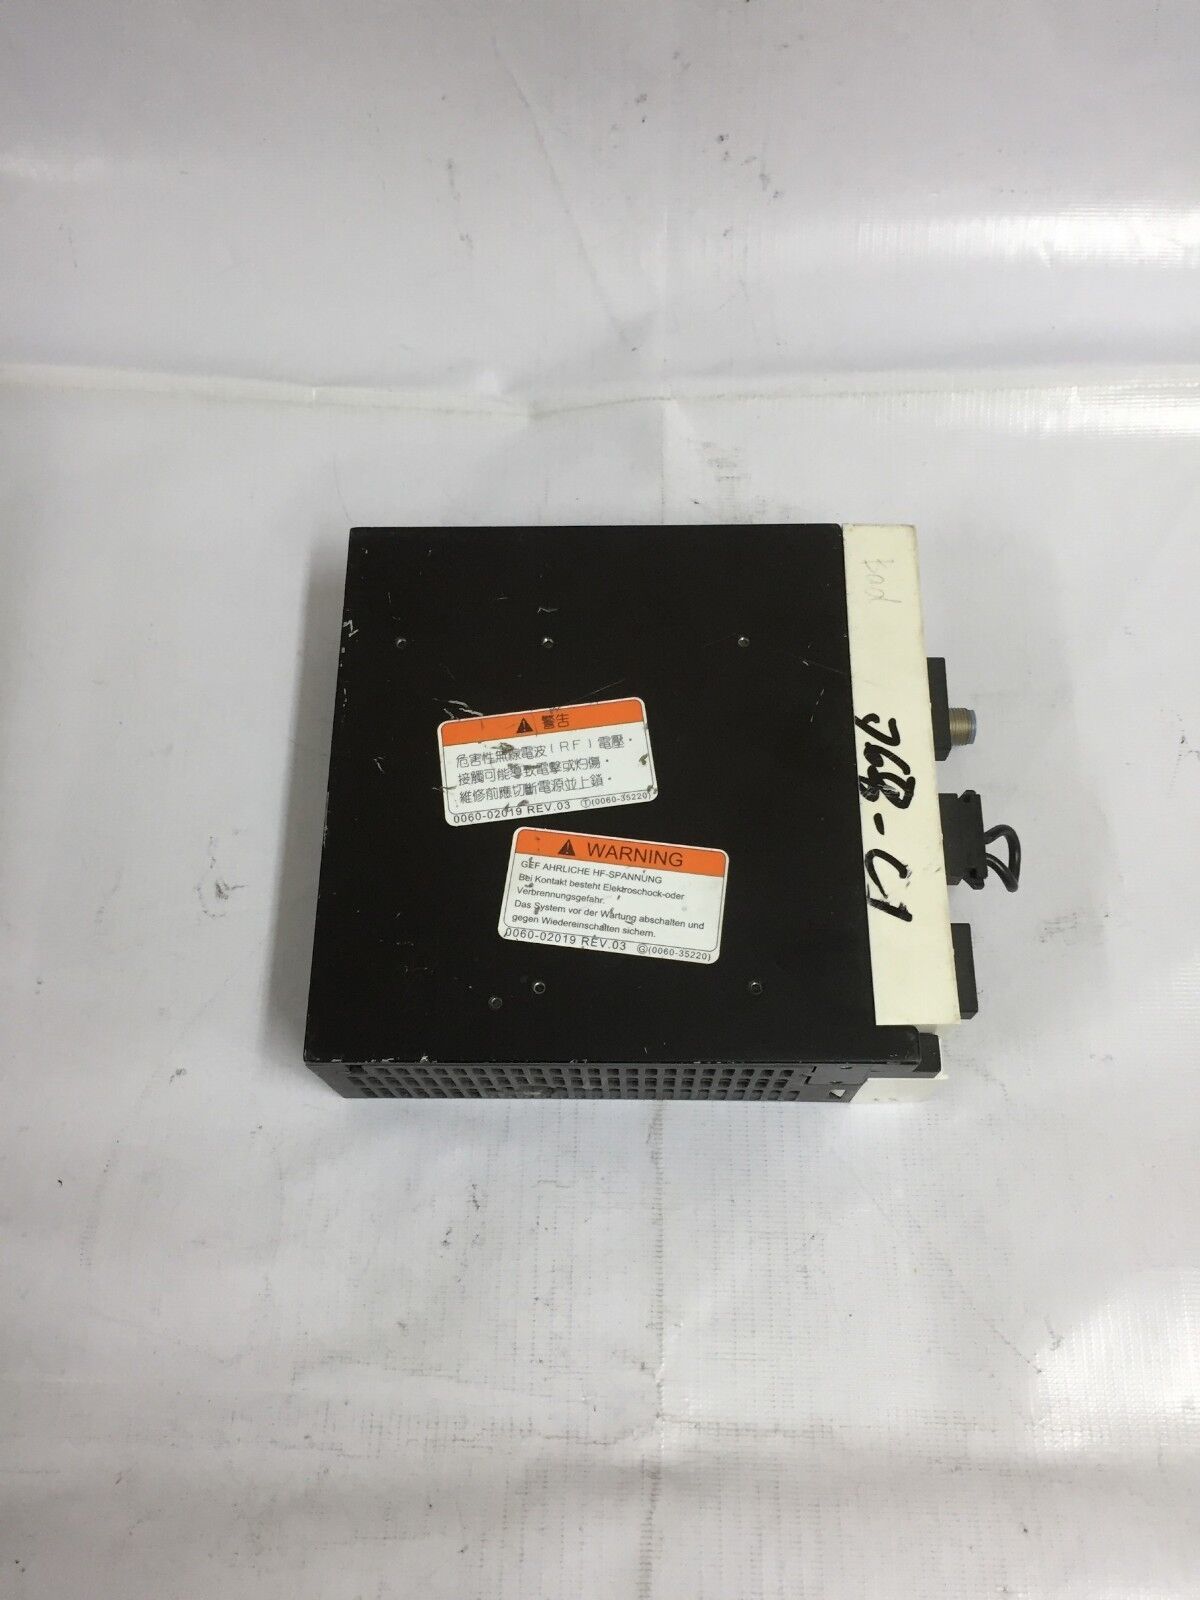 警告
危害性無線電波(RF)電壓,
接觸可能導致電擊或灼傷。
維修前應切斷電源並上鎖。
0060-02019 REV.03 Ⓣ(0060-35220)
WARNING
GEF AHRLICHE HF-SPANNUNG
Bei Kontakt besteht Elektroschock-oder
Verbrennungsgefahr.
Das System vor der Wartung abschalten und
gegen Wiedereinschalten sichern.
0060-02019 REV.03 Ⓖ(0060-35220)
bad